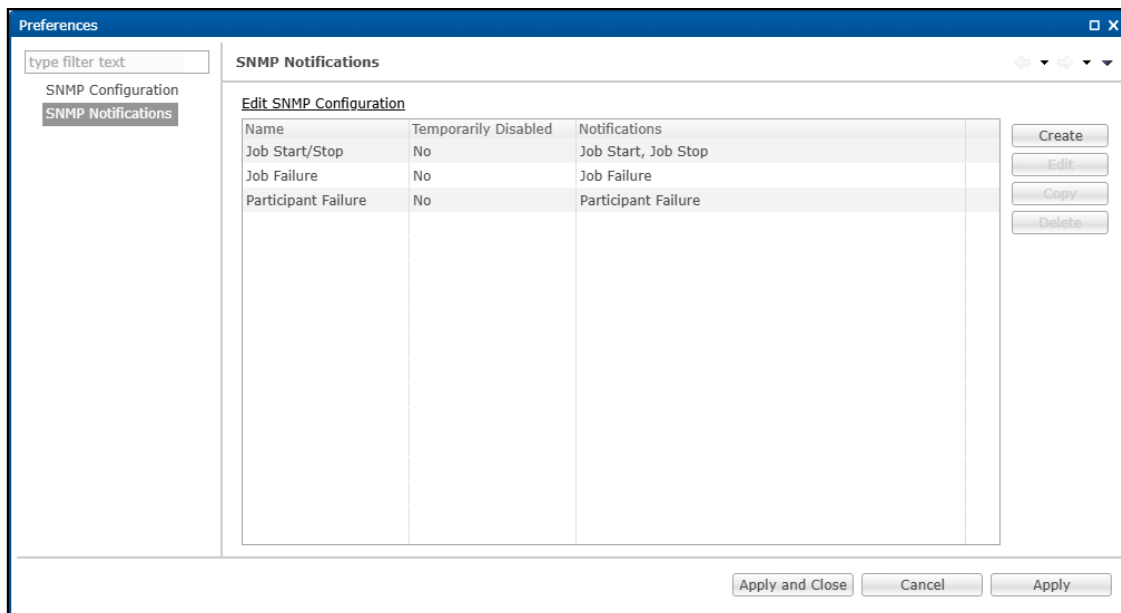 Preferences
type filter text
SNMP Configuration
SNMP Notifications
SNMP Notifications
Edit SNMP Configuration
Name Temporarily Disabled Notifications
Job Start/Stop No Job Start, Job Stop
Job Failure No Job Failure
Participant Failure No Participant Failure
Create
Edit
Copy
Delete
Apply and Close Cancel Apply